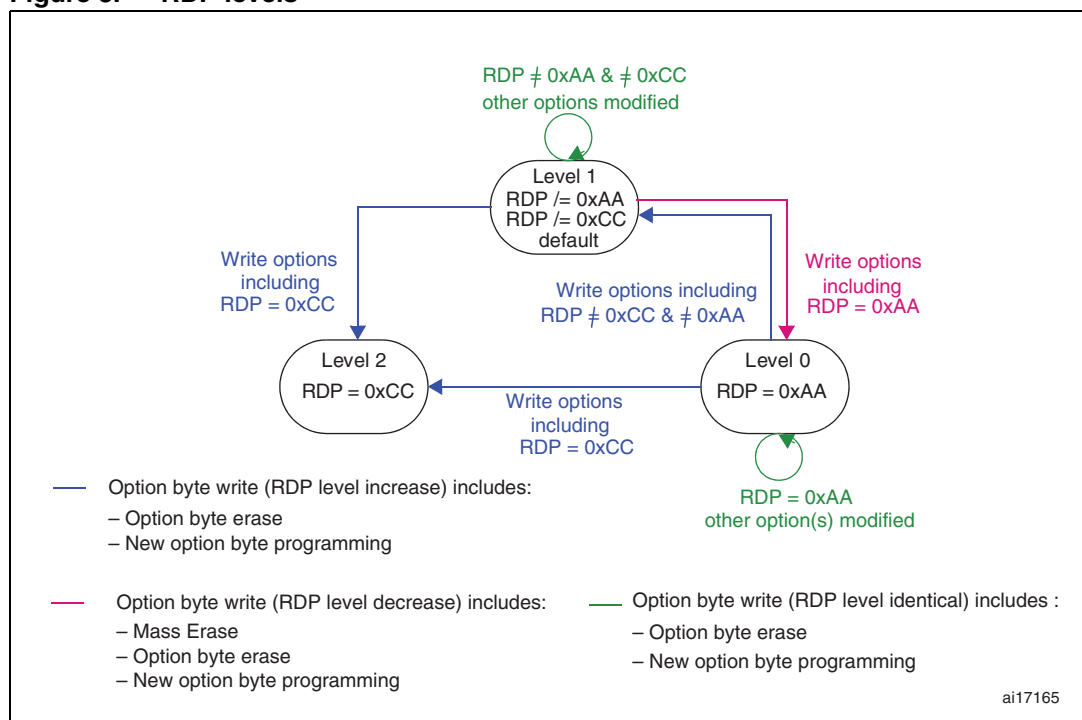 RDP ≠ 0xAA & ≠ 0xCC
other options modified
Level 1
RDP /= 0xAA
RDP /= 0xCC
default
Write options
including
RDP = 0xCC
Write options including
RDP ≠ 0xCC & ≠ 0xAA
Write options
including
RDP = 0xAA
Level 2
RDP = 0xCC
Level 0
RDP = 0xAA
Write options
including
RDP = 0xCC
RDP = 0xAA
other option(s) modified
Option byte write (RDP level increase) includes:
– Option byte erase
– New option byte programming
Option byte write (RDP level decrease) includes:
– Mass Erase
– Option byte erase
– New option byte programming
Option byte write (RDP level identical) includes :
– Option byte erase
– New option byte programming
ai17165